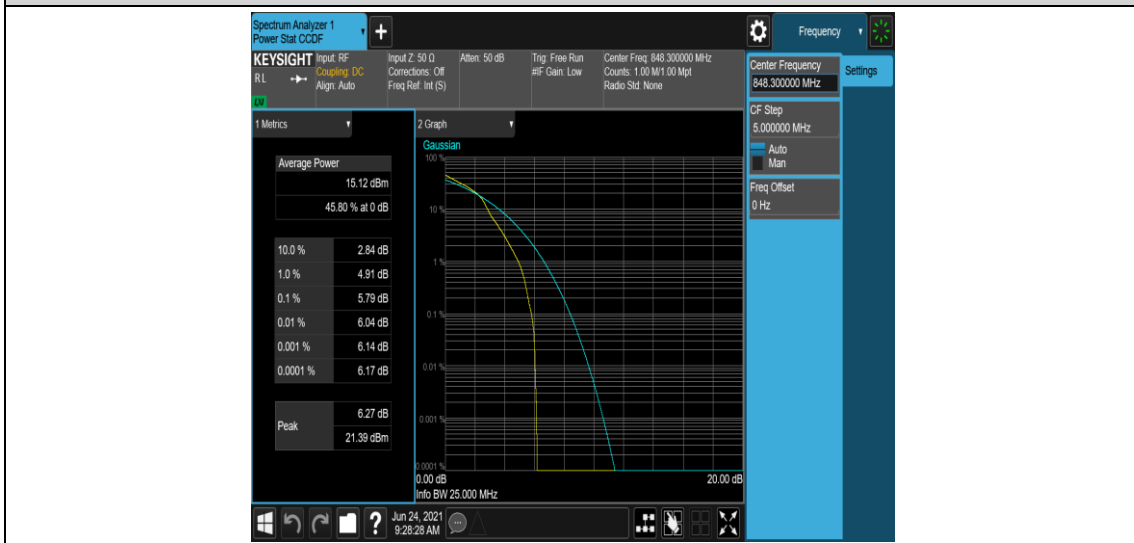 Spectrum Analyzer 1
Power Stat CCDF
Frequency
KEYSIGHT
RL
Input: RF
Coupling: DC
Align: Auto
Input Z: 50 Ω
Corrections: Off
Freq Ref: Int (S)
Atten: 50 dB
Trig: Free Run
#IF Gain: Low
Center Freq: 848.300000 MHz
Counts: 1.00 M/1.00 Mpt
Radio Std: None
Center Frequency
848.300000 MHz
Settings
CF Step
5.000000 MHz
Auto
Man
Freq Offset
0 Hz
1 Metrics
Average Power
15.12 dBm
45.80 % at 0 dB
10.0 % 2.84 dB
1.0 % 4.91 dB
0.1 % 5.79 dB
0.01 % 6.04 dB
0.001 % 6.14 dB
0.0001 % 6.17 dB
Peak
6.27 dB
21.39 dBm
2 Graph
Gaussian
100 %
10 %
1 %
0.1 %
0.01 %
0.001 %
0.0001 %
0.00 dB 20.00 dB
Info BW 25.000 MHz
?
Jun 24, 2021
9:28:28 AM